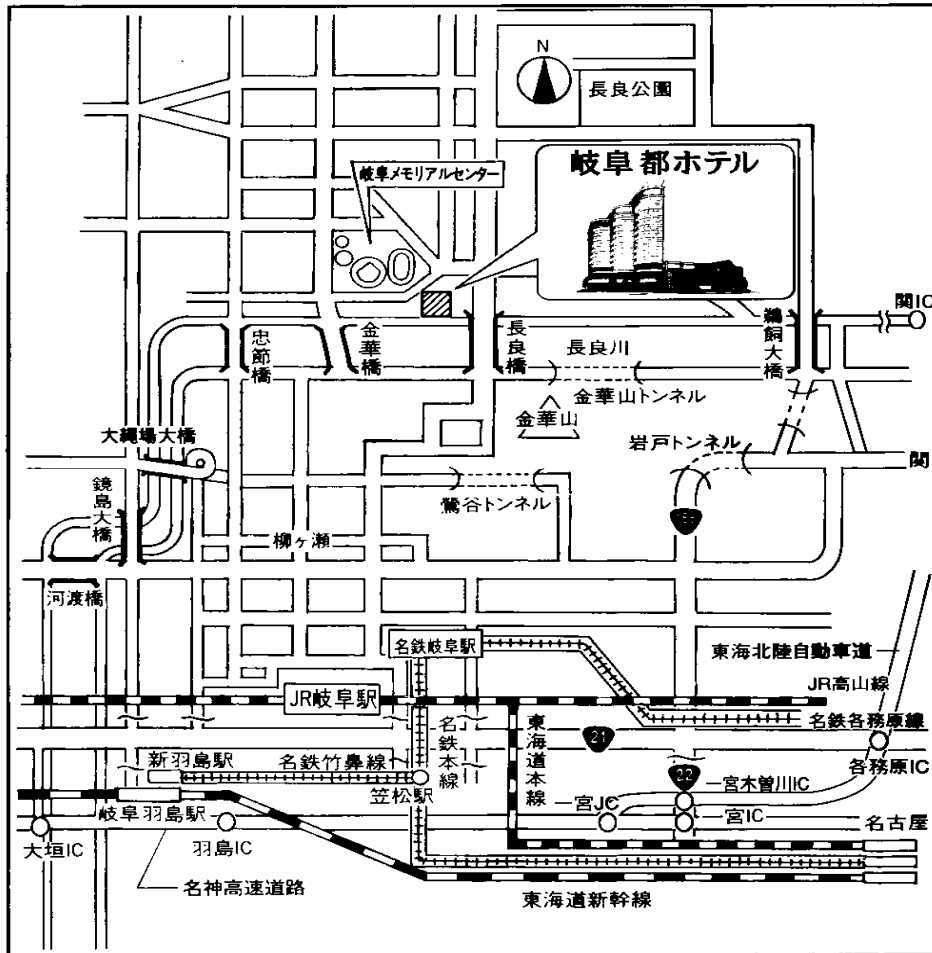 N
長良公園
岐阜都ホテル
岐阜メモリアルセンター
関IC
忠節橋
金華橋
長良橋
長良川
鵜飼大橋
金華山トンネル
金華山
大縄場大橋
岩戸トンネル
関
鏡島大橋
鶯谷トンネル
柳ヶ瀬
河渡橋
名鉄岐阜駅
東海北陸自動車道
JR高山線
JR岐阜駅
名鉄本線
東海道本線
21
名鉄各務原線
新羽島駅
名鉄竹鼻線
各務原IC
22
一宮木曽川IC
笠松駅
一宮JC
一宮IC
岐阜羽島駅
名古屋
大垣IC
羽島IC
名神高速道路
東海道新幹線